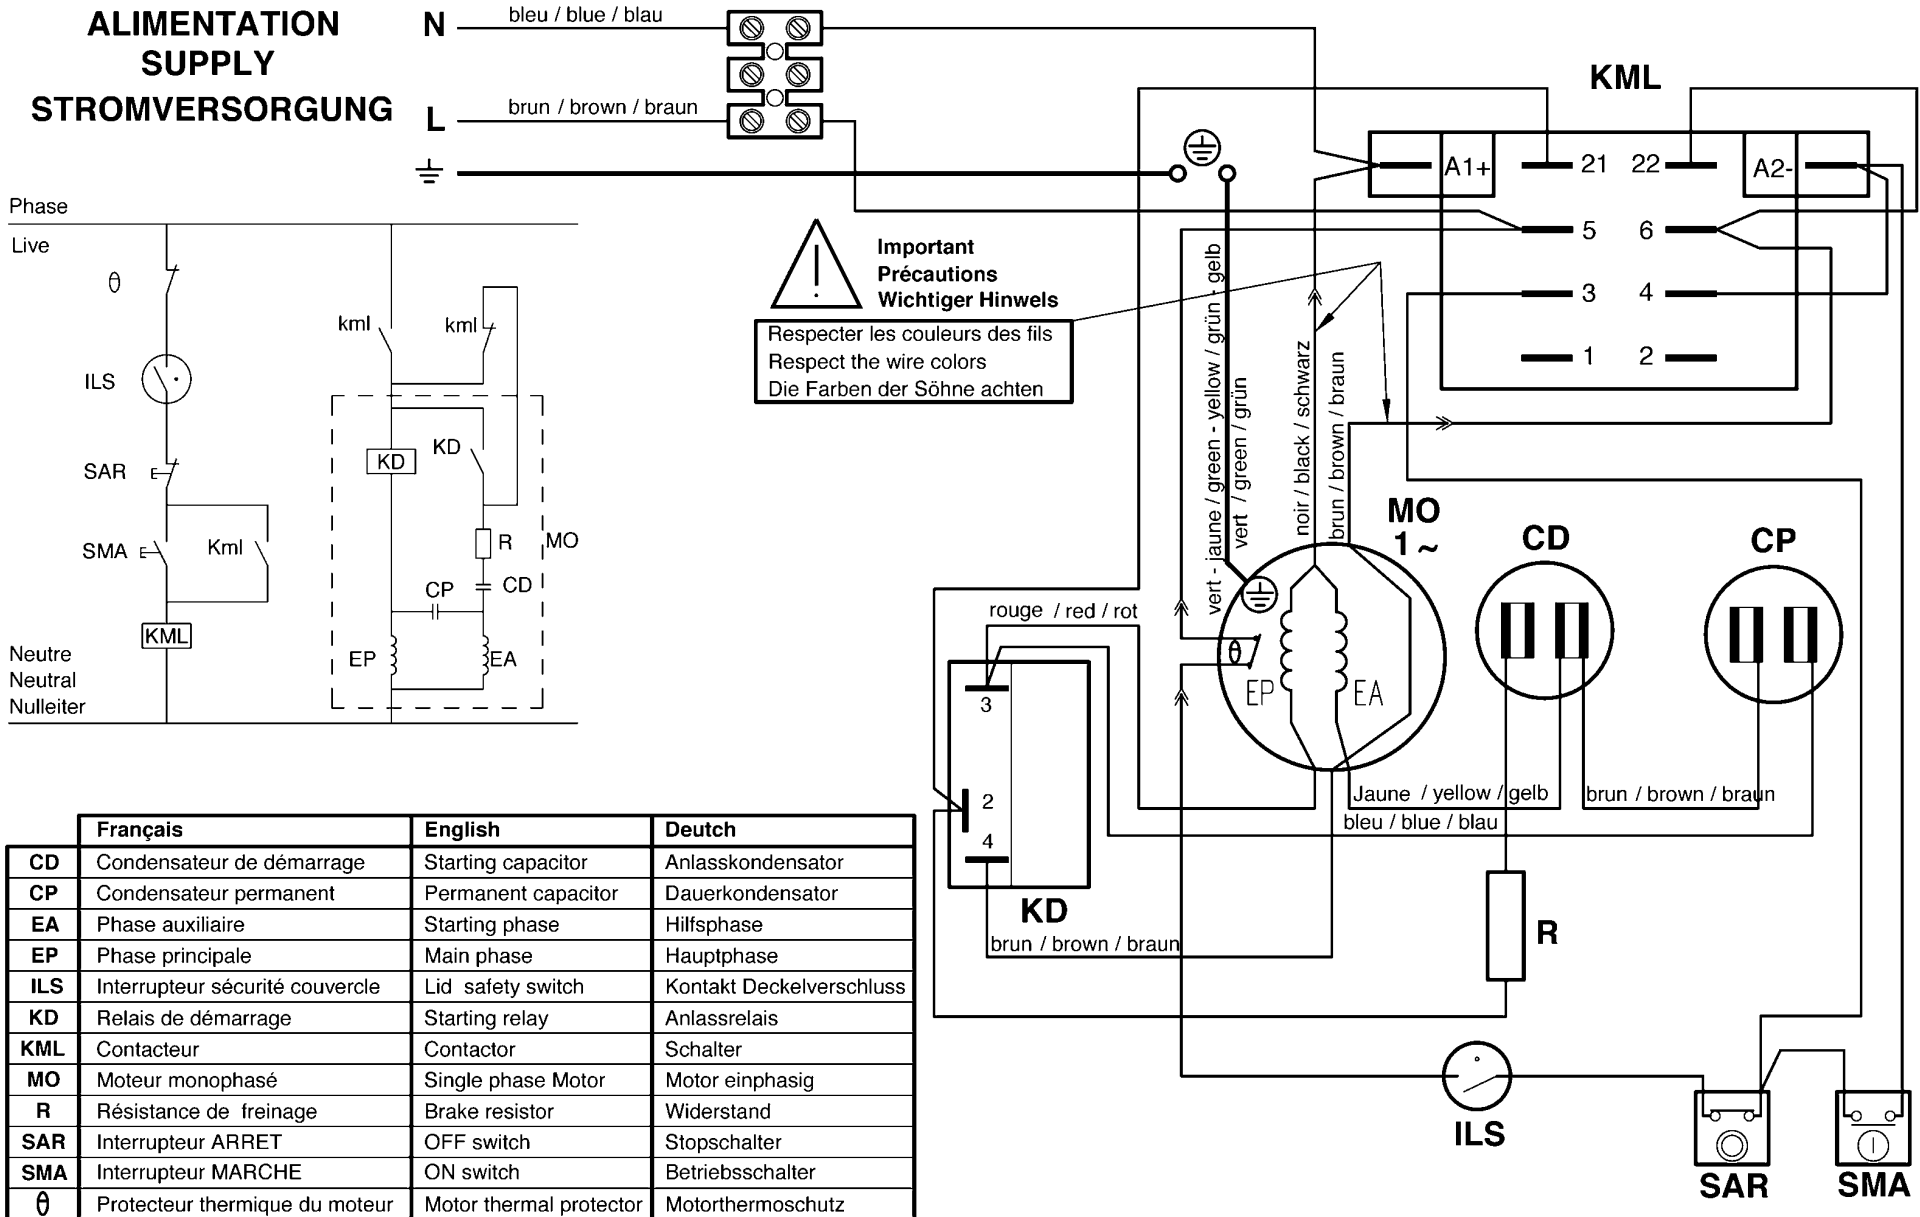 ALIMENTATION
SUPPLY
STROMVERSORGUNG
N
bleu / blue / blau
L
brun / brown / braun
KML
A1+
21
22
A2-
5
6
3
4
1
2
Important
Précautions
Wichtiger Hinwels
Respecter les couleurs des fils
Respect the wire colors
Die Farben der Söhne achten
vert - jaune / green - yellow / grün - gelb
vert / green / grün
noir / black / schwarz
brun / brown / braun
Phase
Live
θ
ILS
SAR
SMA
Kml
KML
kml
kml
KD
KD
R
MO
CD
CP
EP
EA
Neutre
Neutral
Nulleiter
MO
1 ~
CD
CP
rouge / red / rot
θ
EP
EA
3
2
4
KD
Jaune / yellow / gelb
brun / brown / braun
bleu / blue / blau
brun / brown / braun
R
ILS
SAR
SMA
Français English Deutch
CD Condensateur de démarrage Starting capacitor Anlasskondensator
CP Condensateur permanent Permanent capacitor Dauerkondensator
EA Phase auxiliaire Starting phase Hilfsphase
EP Phase principale Main phase Hauptphase
ILS Interrupteur sécurité couvercle Lid safety switch Kontakt Deckelverschluss
KD Relais de démarrage Starting relay Anlassrelais
KML Contacteur Contactor Schalter
MO Moteur monophasé Single phase Motor Motor einphasig
R Résistance de freinage Brake resistor Widerstand
SAR Interrupteur ARRET OFF switch Stopschalter
SMA Interrupteur MARCHE ON switch Betriebsschalter
θ Protecteur thermique du moteur Motor thermal protector Motorthermoschutz